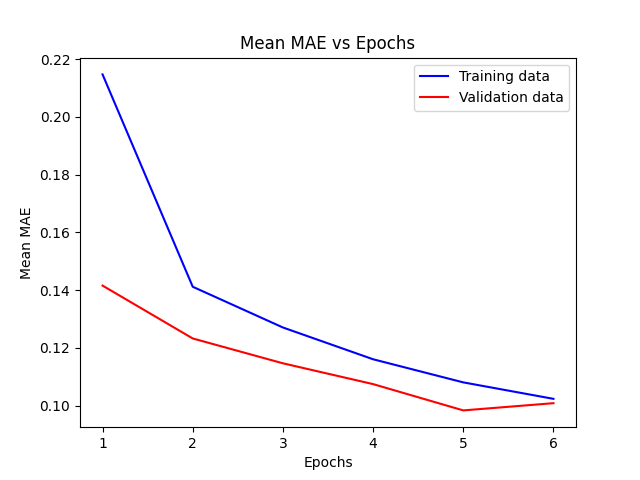 Mean MAE vs Epochs
Training data
Validation data
0.22
0.20
0.18
0.16
0.14
0.12
0.10
Mean MAE
1 2 3 4 5 6
Epochs